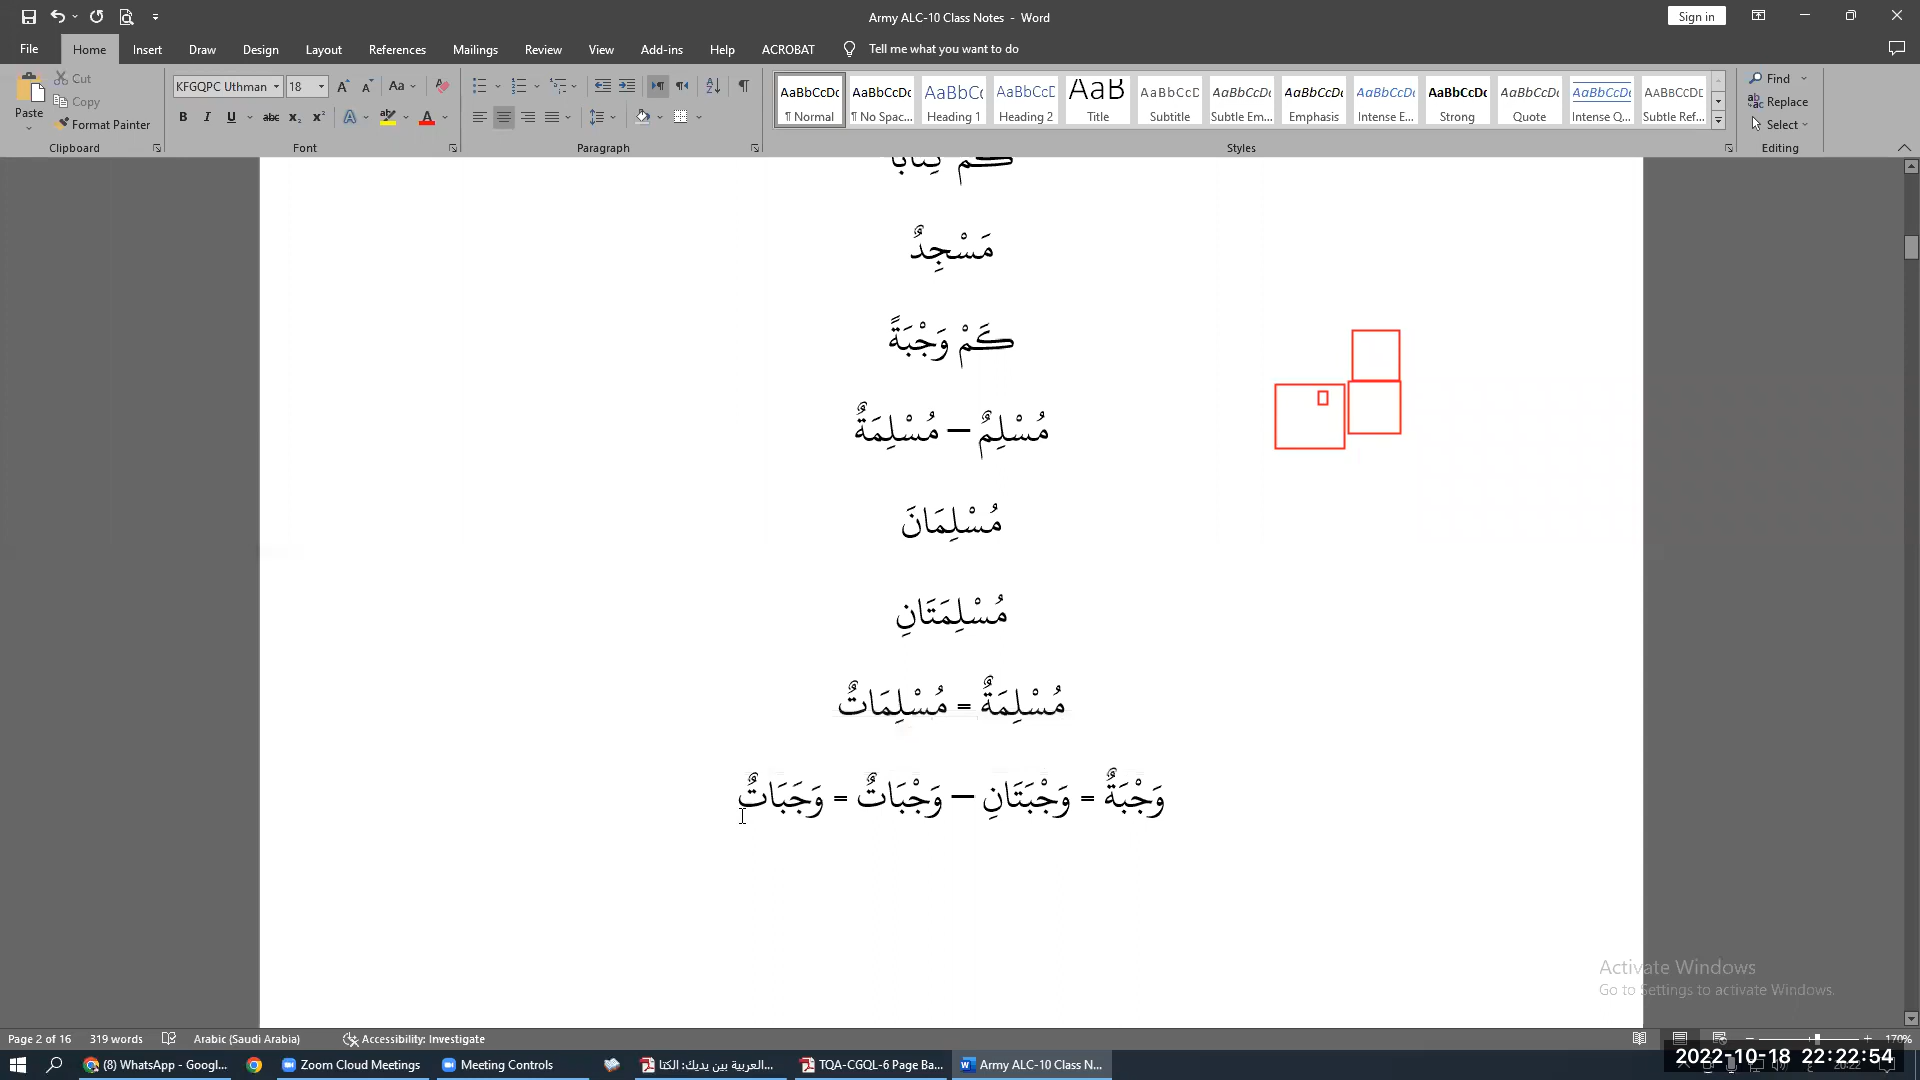 Army ALC-10 Class Notes - Word
Sign in
File Home Insert Draw Design Layout References Mailings Review View Add-ins Help ACROBAT Tell me what you want to do
Paste
Cut
Copy
Format Painter
Clipboard
KFGQPC Uthman 18
Font
Paragraph
AaBbCcDc AaBbCcDc AaBbC AaBbCcD AaB AaBbCcD AaBbCcDc AaBbCcDc AaBbCcDc AaBbCcDc AaBbCcDc AaBbCcDc AABBCCDE
¶ Normal ¶ No Spac... Heading 1 Heading 2 Title Subtitle Subtle Em... Emphasis Intense E... Strong Quote Intense Q... Subtle Ref...
Styles
Find
Replace
Select
Editing
كَمْ كِتَابًا
مَسْجِدٌ
كَمْ وَجْبَةً
مُسْلِمٌ – مُسْلِمَةٌ
مُسْلِمَانَ
مُسْلِمَتَانِ
مُسْلِمَةٌ = مُسْلِمَاتٌ
وَجْبَةٌ = وَجْبَتَانِ – وَجْبَاتٌ = وَجَبَاتٌ
Activate Windows
Go to Settings to activate Windows.
Page 2 of 16 319 words Arabic (Saudi Arabia) Accessibility: Investigate 170%
(8) WhatsApp - Googl... Zoom Cloud Meetings Meeting Controls العربية بين يديك: الكتا... TQA-CGQL-6 Page Ba... Army ALC-10 Class N...
2022-10-18 22:22:54